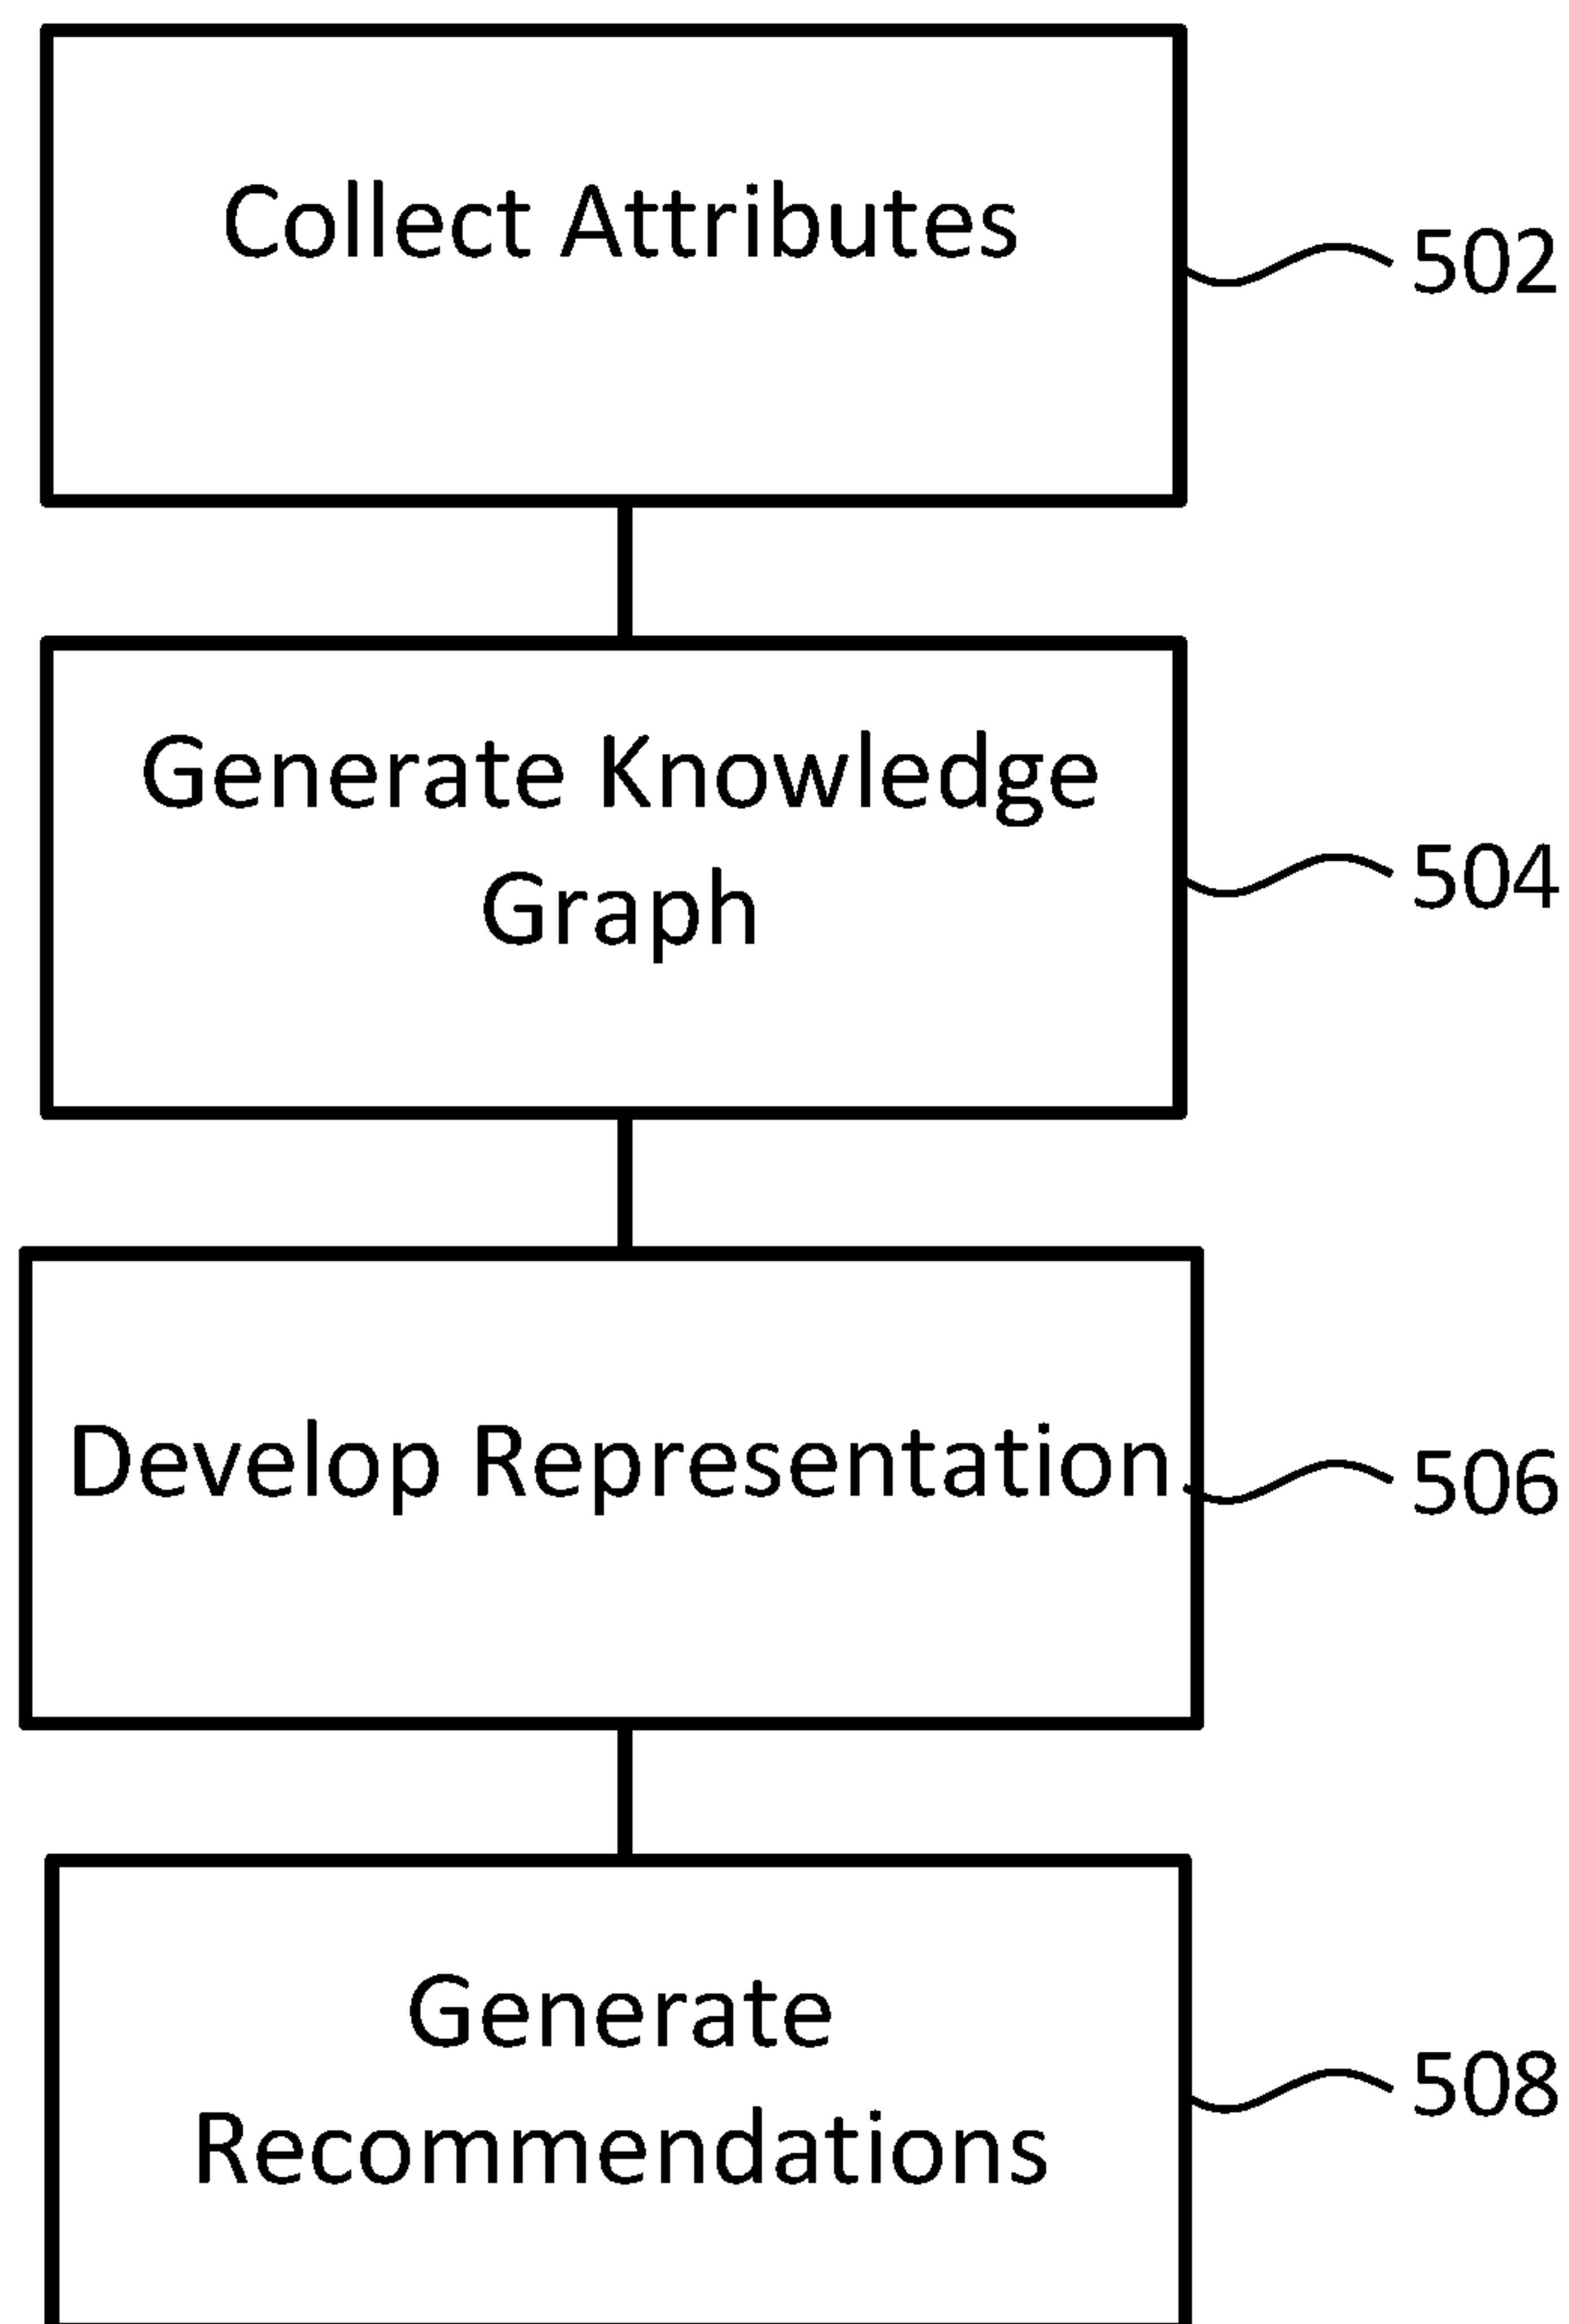 Collect Attributes
502
Generate Knowledge
Graph
504
Develop Representation
506
Generate
Recommendations
508